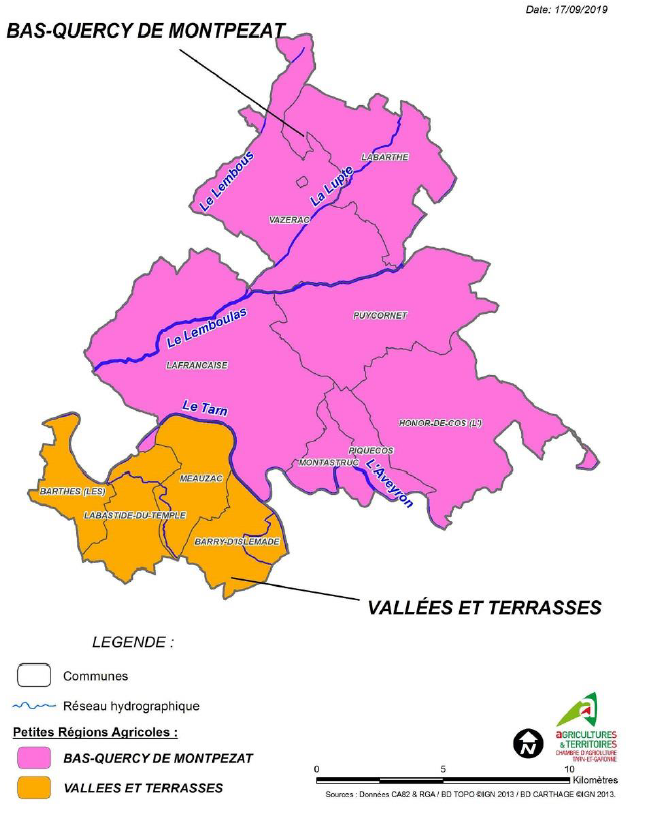 Date: 17/09/2019
BAS-QUERCY DE MONTPEZAT
LABARTHE
Le Lembous
La Lupte
VAZERAC
PUYCORNET
Le Lemboulas
LAFRANCAISE
Le Tarn
HONOR-DE-COS (L')
PIQUECOS
MONTASTRUC
L'Aveyron
MEAUZAC
BARTHES (LES)
LABASTIDE-DU-TEMPLE
BARRY-D'ISLEMADE
VALLÉES ET TERRASSES
LEGENDE :
Communes
Réseau hydrographique
Petites Régions Agricoles :
BAS-QUERCY DE MONTPEZAT
VALLEES ET TERRASSES
N
a
AGRICULTURES
& TERRITOIRES
CHAMBRE D'AGRICULTURE
TARN-ET-GARONNE
0 5 10
Kilomètres
Sources : Données CA82 & RGA / BD TOPO ©IGN 2013 / BD CARTHAGE ©IGN 2013.